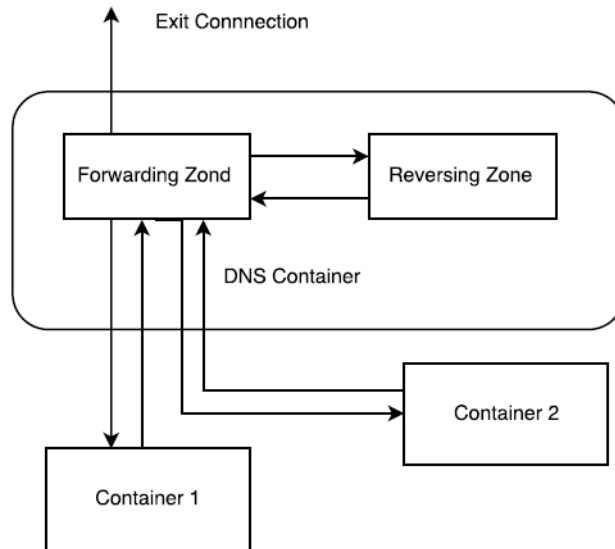 Exit Connnection
Forwarding Zond
Reversing Zone
DNS Container
Container 2
Container 1